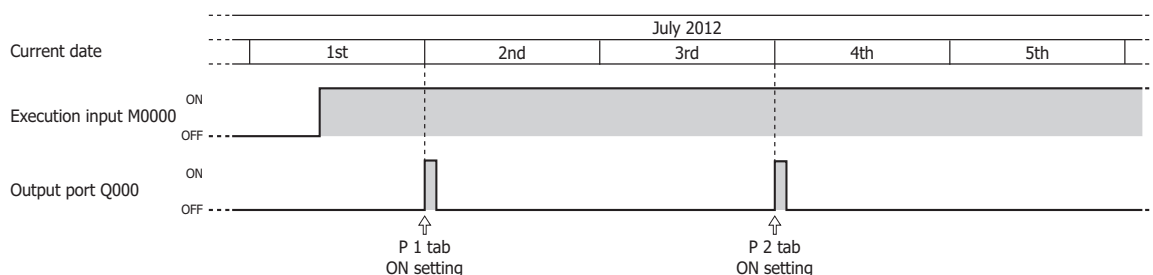 July 2012
Current date
1st 2nd 3rd 4th 5th
ON
Execution input M0000
OFF
ON
Output port Q000
OFF
P 1 tab
ON setting
P 2 tab
ON setting